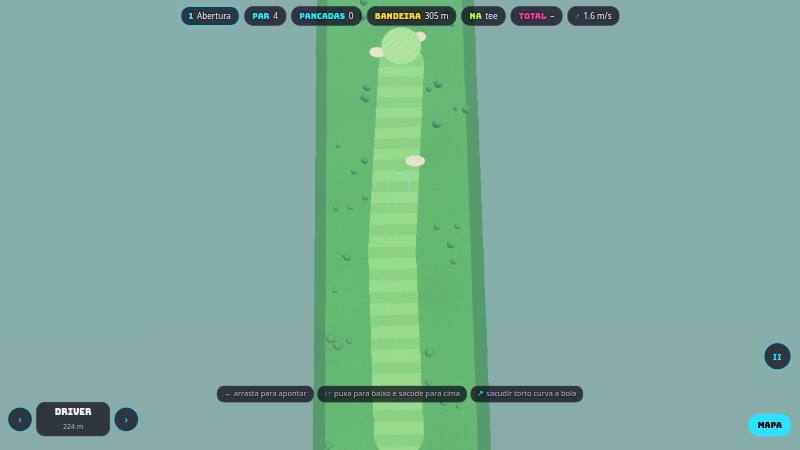 1 Abertura
PAR 4
PANCADAS 0
BANDEIRA 305 m
NA tee
TOTAL –
↗ 1.6 m/s
↔ arrasta para apontar
↓↑ puxa para baixo e sacode para cima
↗ sacudir torto curva a bola
‹
DRIVER
224 m
›
II
MAPA